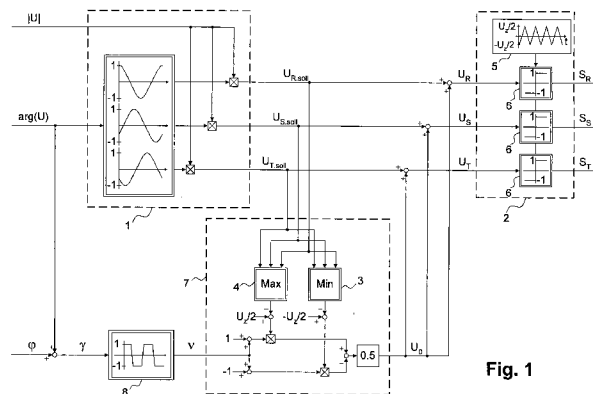 |U|
arg(U)
1
-1
1
-1
1
-1
1
U_R.soll
U_S.soll
U_T.soll
U_R
U_S
U_T
U_z/2
-U_z/2
5
1
-1
6
1
-1
6
1
-1
6
2
S_R
S_S
S_T
7
4
Max
Min
3
U_z/2
-U_z/2
1
-1
0.5
U_0
φ
γ
1
-1
8
ν
Fig. 1